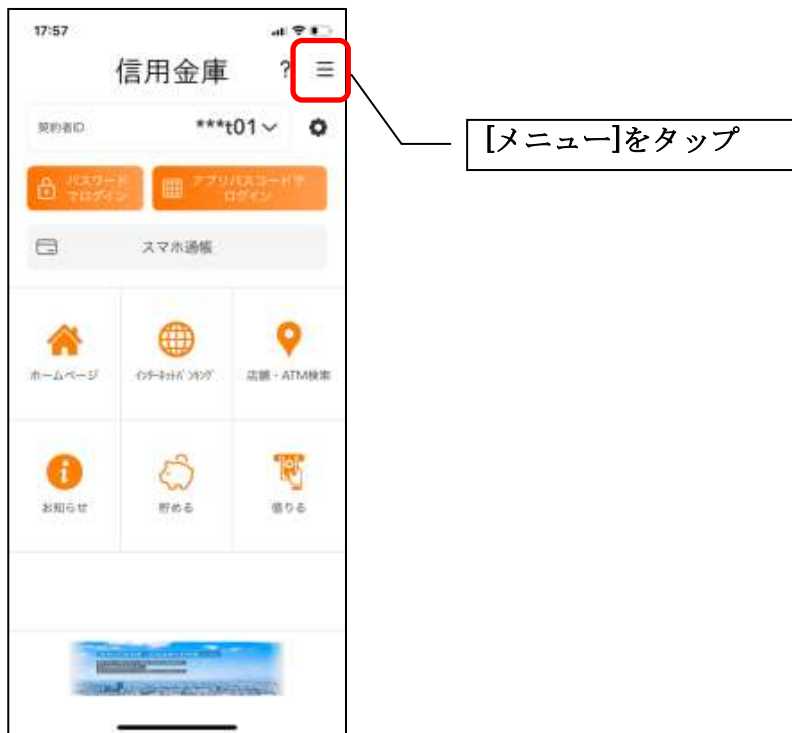 17:57
信用金庫 ?
[メニュー]をタップ
契約者ID ***t01
パスワード
でログイン
アプリパスコードで
ログイン
スマホ通帳
ホームページ
インターネットバンキング
店舗・ATM検索
お知らせ
貯める
借りる